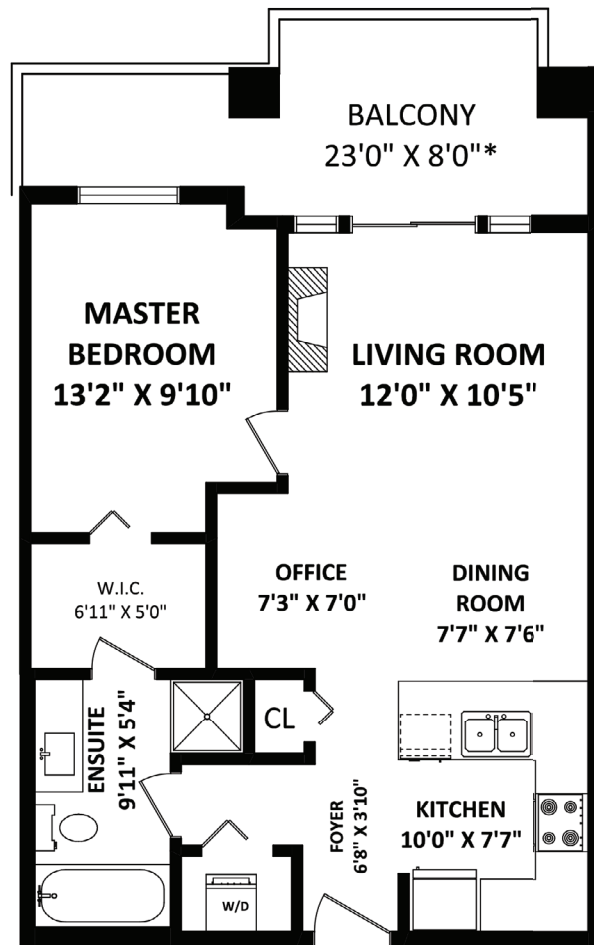 BALCONY
23'0" X 8'0"*
MASTER
BEDROOM
13'2" X 9'10"
LIVING ROOM
12'0" X 10'5"
W.I.C.
6'11" X 5'0"
OFFICE
7'3" X 7'0"
DINING
ROOM
7'7" X 7'6"
ENSUITE
9'11" X 5'4"
CL
FOYER
6'8" X 3'10"
KITCHEN
10'0" X 7'7"
W/D